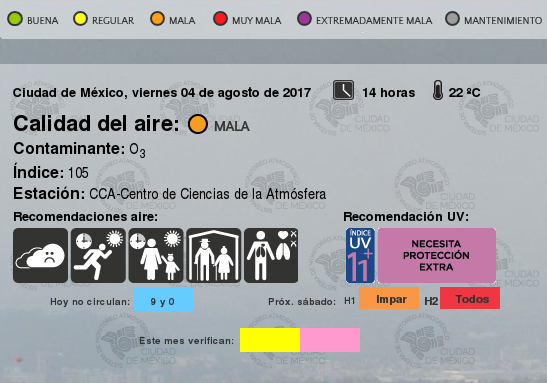 BUENA REGULAR MALA MUY MALA EXTREMADAMENTE MALA MANTENIMIENTO
Ciudad de México, viernes 04 de agosto de 2017 14 horas 22 ºC
Calidad del aire: MALA
Contaminante: O3
Índice: 105
Estación: CCA-Centro de Ciencias de la Atmósfera
Recomendaciones aire: Recomendación UV:
ÍNDICE
UV
11+
NECESITA
PROTECCIÓN
EXTRA
Hoy no circulan: 9 y 0 Próx. sábado: H1 Impar H2 Todos
Este mes verifican:
CIUDAD
DE MÉXICO